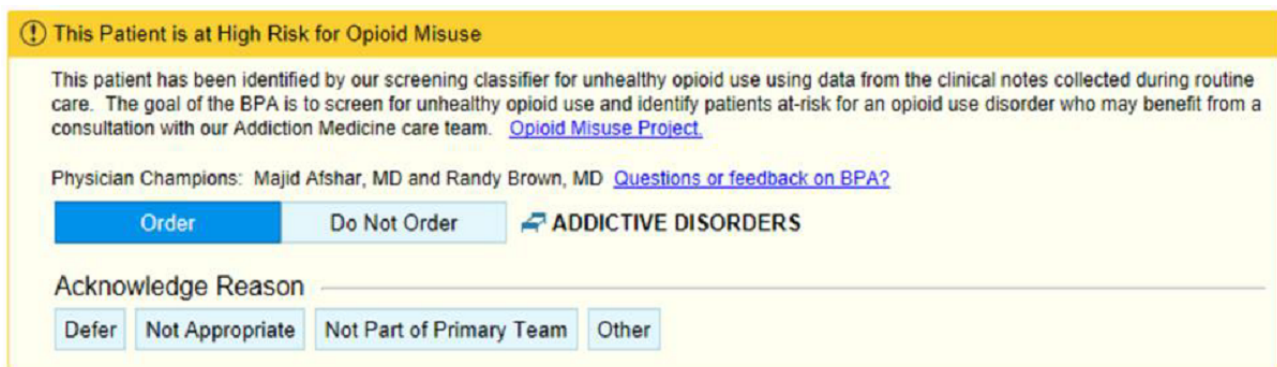 This Patient is at High Risk for Opioid Misuse
This patient has been identified by our screening classifier for unhealthy opioid use using data from the clinical notes collected during routine
care. The goal of the BPA is to screen for unhealthy opioid use and identify patients at-risk for an opioid use disorder who may benefit from a
consultation with our Addiction Medicine care team. Opioid Misuse Project.
Physician Champions: Majid Afshar, MD and Randy Brown, MD Questions or feedback on BPA?
Order Do Not Order ADDICTIVE DISORDERS
Acknowledge Reason
Defer Not Appropriate Not Part of Primary Team Other